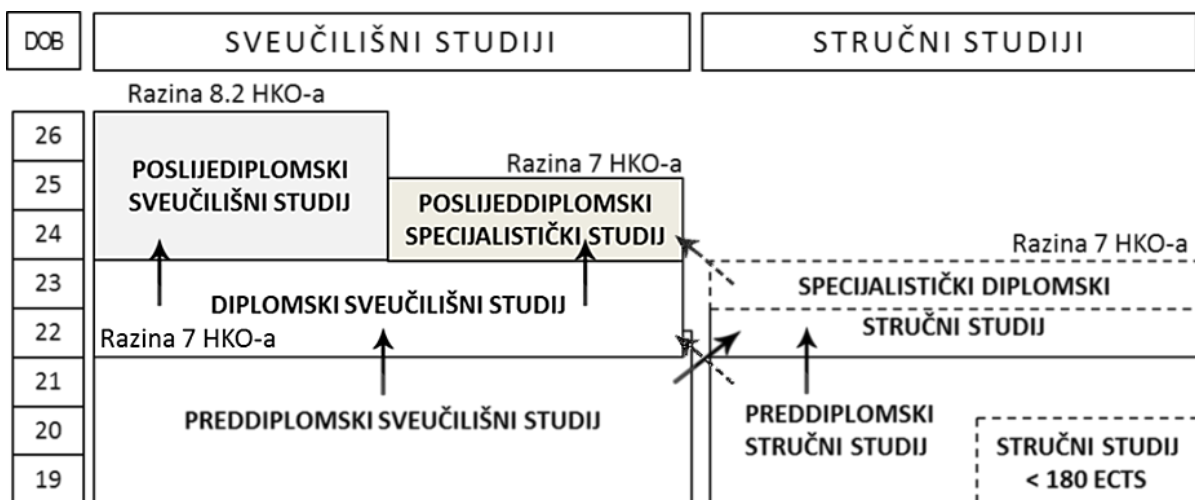 DOB
SVEUČILIŠNI STUDIJI
STRUČNI STUDIJI
Razina 8.2 HKO-a
26
POSLIJEDIPLOMSKI
SVEUČILIŠNI STUDIJ
Razina 7 HKO-a
25
POSLIJEDDIPLOMSKI
SPECIJALISTIČKI STUDIJ
24
Razina 7 HKO-a
23
DIPLOMSKI SVEUČILIŠNI STUDIJ
SPECIJALISTIČKI DIPLOMSKI
STRUČNI STUDIJ
22
Razina 7 HKO-a
21
PREDDIPLOMSKI SVEUČILIŠNI STUDIJ
PREDDIPLOMSKI
STRUČNI STUDIJ
20
STRUČNI STUDIJ
< 180 ECTS
19